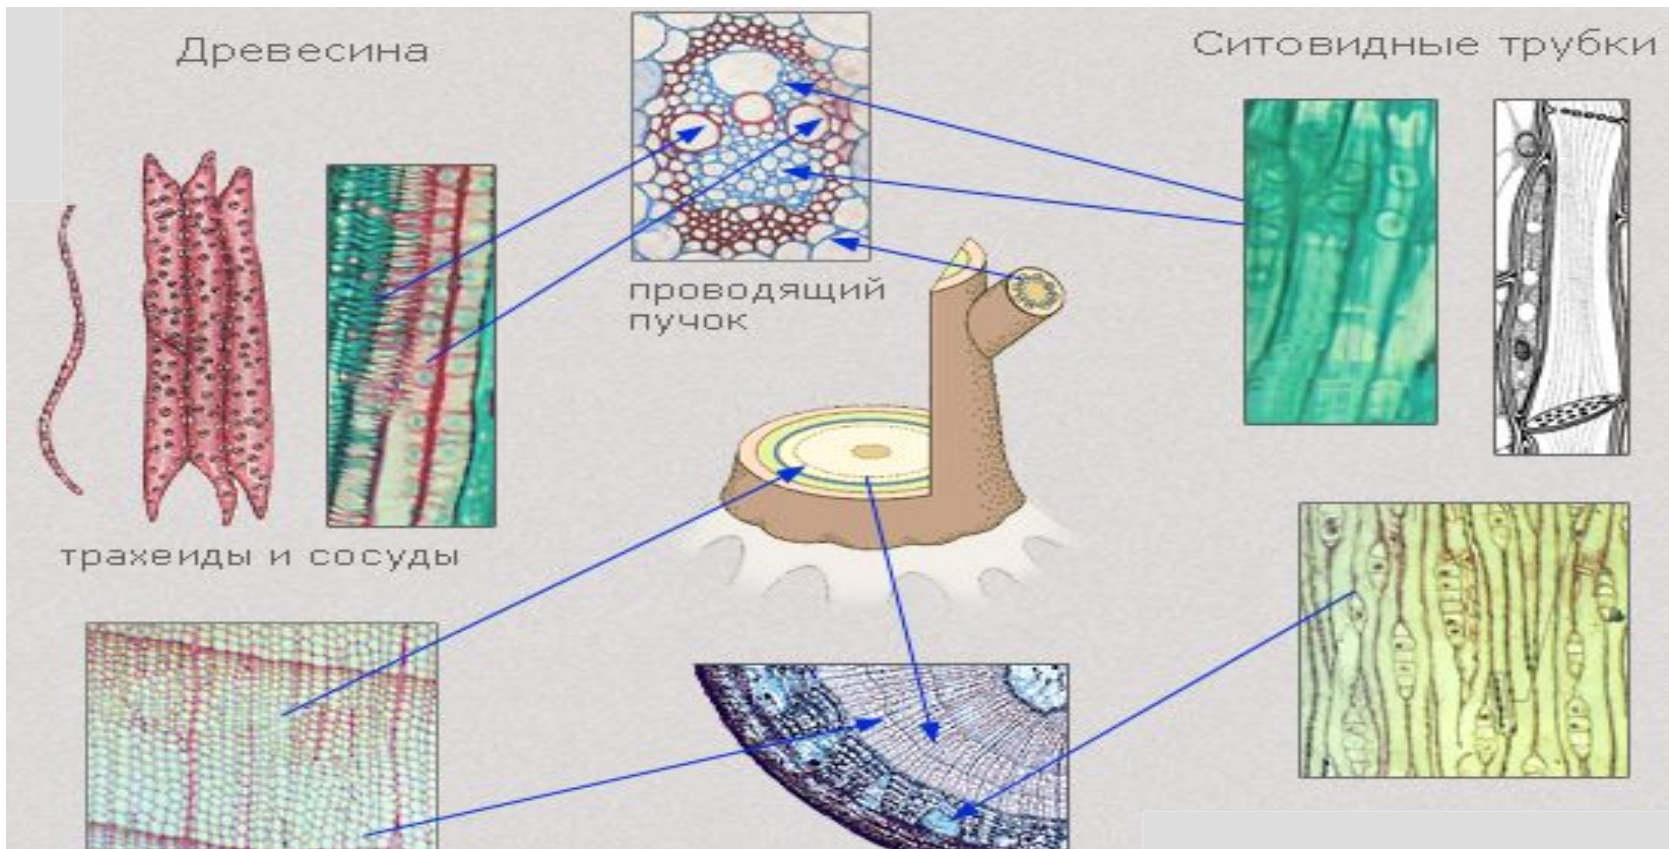 Древесина
Ситовидные трубки
проводящий
пучок
трахеиды и сосуды